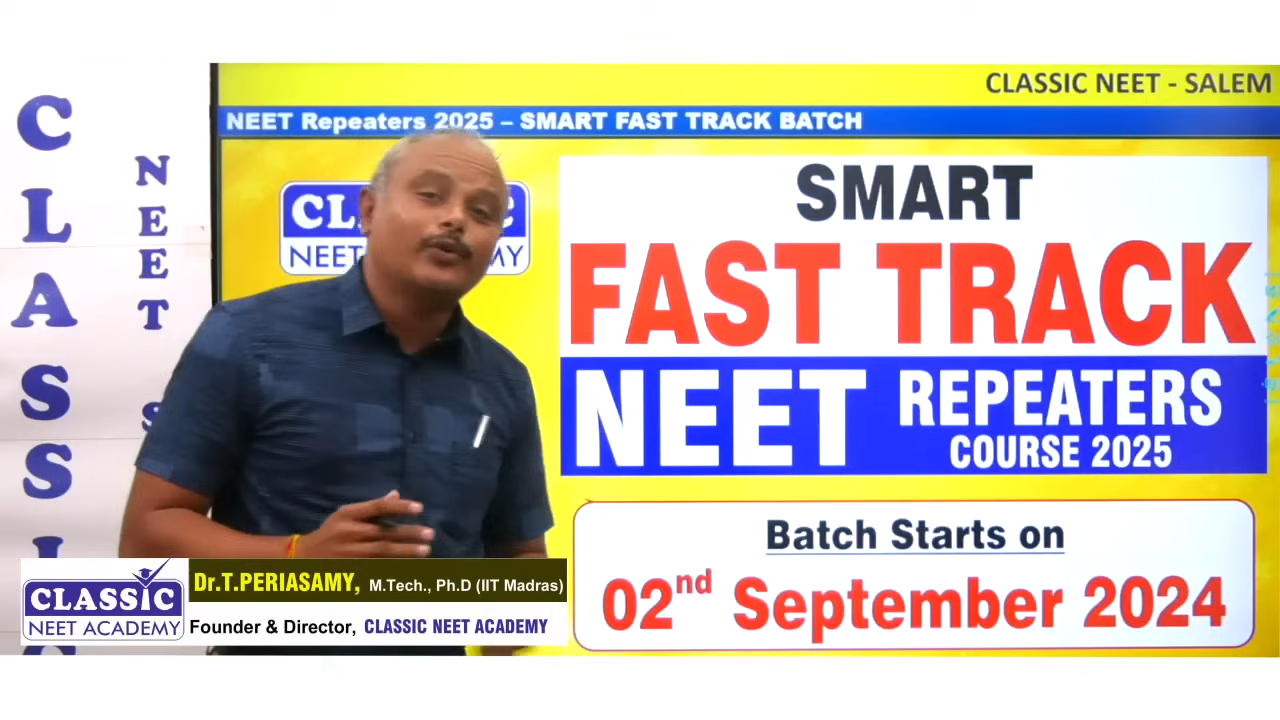 CLASSIC NEET - SALEM
NEET Repeaters 2025 – SMART FAST TRACK BATCH
CLASSI
NEET S
SMART
FAST TRACK
NEET REPEATERS
COURSE 2025
Batch Starts on
02nd September 2024
CLASSIC
NEET ACADEMY
Dr.T.PERIASAMY, M.Tech., Ph.D (IIT Madras)
Founder & Director, CLASSIC NEET ACADEMY